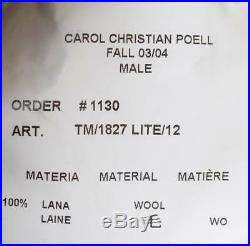 CAROL CHRISTIAN POELL
FALL 03/04
MALE
ORDER #1130
ART. TM/1827 LITE/12
MATERIA MATERIAL MATIÈRE
100% LANA WOOL
LAINE WO